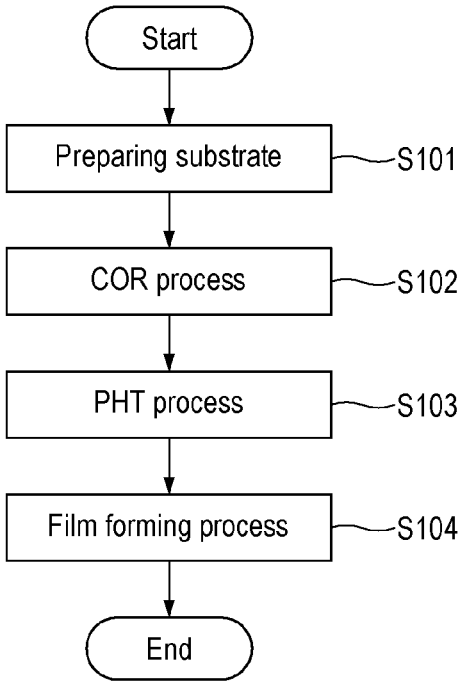 Start
Preparing substrate
S101
COR process
S102
PHT process
S103
Film forming process
S104
End